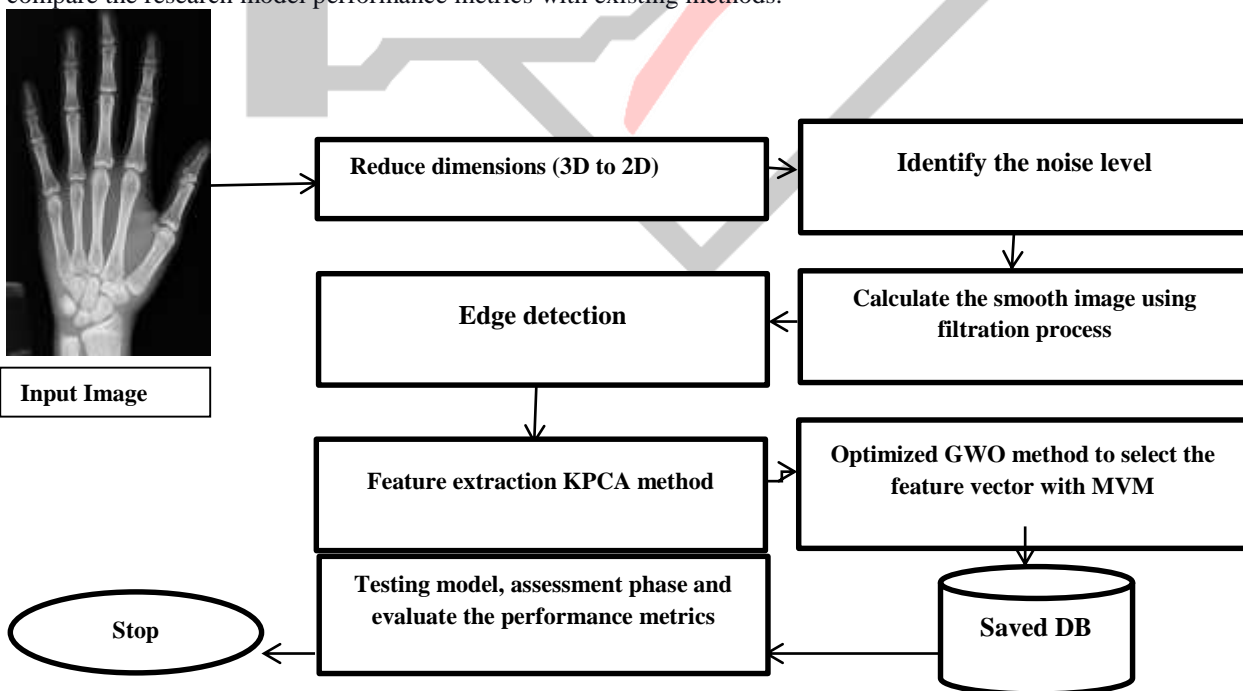 compare the research model performance metrics with existing methods.
Reduce dimensions (3D to 2D)
Identify the noise level
Calculate the smooth image using
filtration process
Edge detection
Input Image
Feature extraction KPCA method
Optimized GWO method to select the
feature vector with MVM
Testing model, assessment phase and
evaluate the performance metrics
Saved DB
Stop